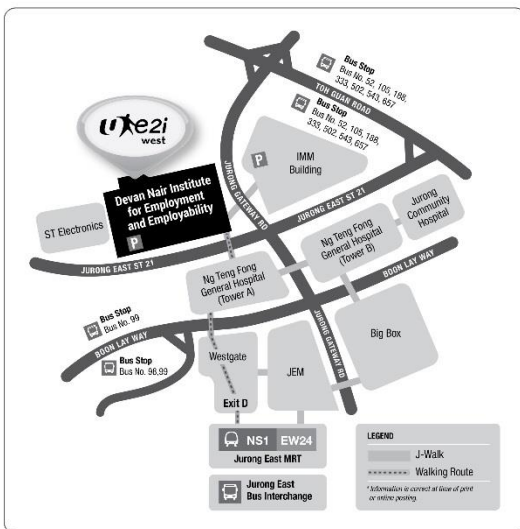 Bus Stop
Bus No. 52, 105, 188,
333, 502, 543, 657
TOH GUAN ROAD
Bus Stop
Bus No. 52, 105, 188,
333, 502, 543, 657
e2i
west
P
IMM
Building
JURONG GATEWAY RD
Devan Nair Institute
for Employment
and Employability
P
ST Electronics
JURONG EAST ST 21
JURONG EAST ST 21
Jurong
Community
Hospital
Ng Teng Fong
General Hospital
(Tower B)
Ng Teng Fong
General Hospital
(Tower A)
BOON LAY WAY
Bus Stop
Bus No. 99
BOON LAY WAY
Bus Stop
Bus No. 98,99
JURONG GATEWAY RD
Big Box
Westgate
JEM
Exit D
NS1 EW24
Jurong East MRT
Jurong East
Bus Interchange
LEGEND
J-Walk
Walking Route
* Information is correct at time of print
or online posting.